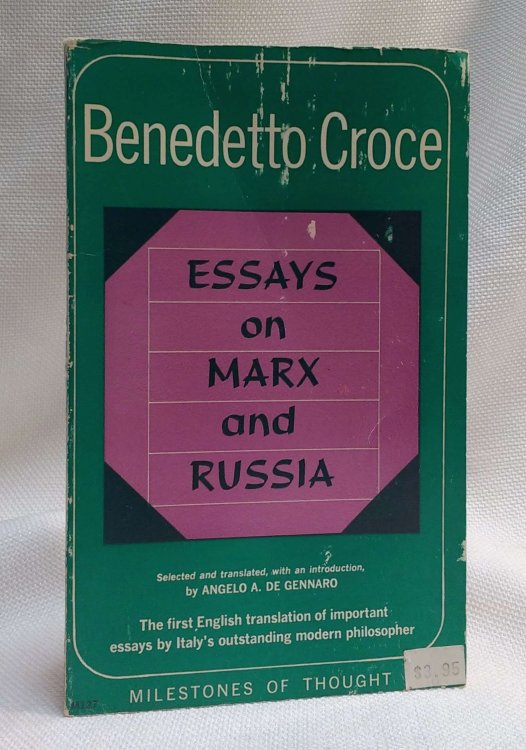 Benedetto Croce
ESSAYS
on
MARX
and
RUSSIA
Selected and translated, with an introduction,
by ANGELO A. DE GENNARO
The first English translation of important
essays by Italy's outstanding modern philosopher
$3.95
MILESTONES OF THOUGHT
M137